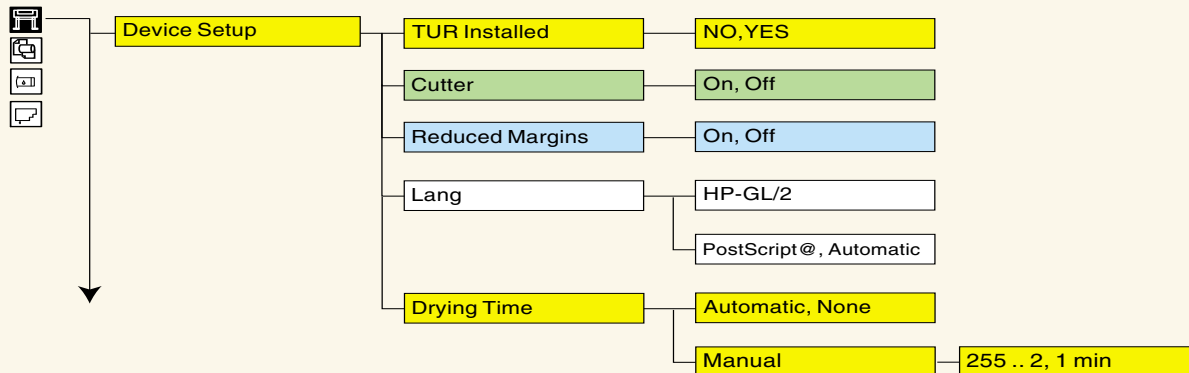 Device Setup
TUR Installed
NO,YES
Cutter
On, Off
Reduced Margins
On, Off
Lang
HP-GL/2
PostScript@, Automatic
Drying Time
Automatic, None
Manual
255 .. 2, 1 min